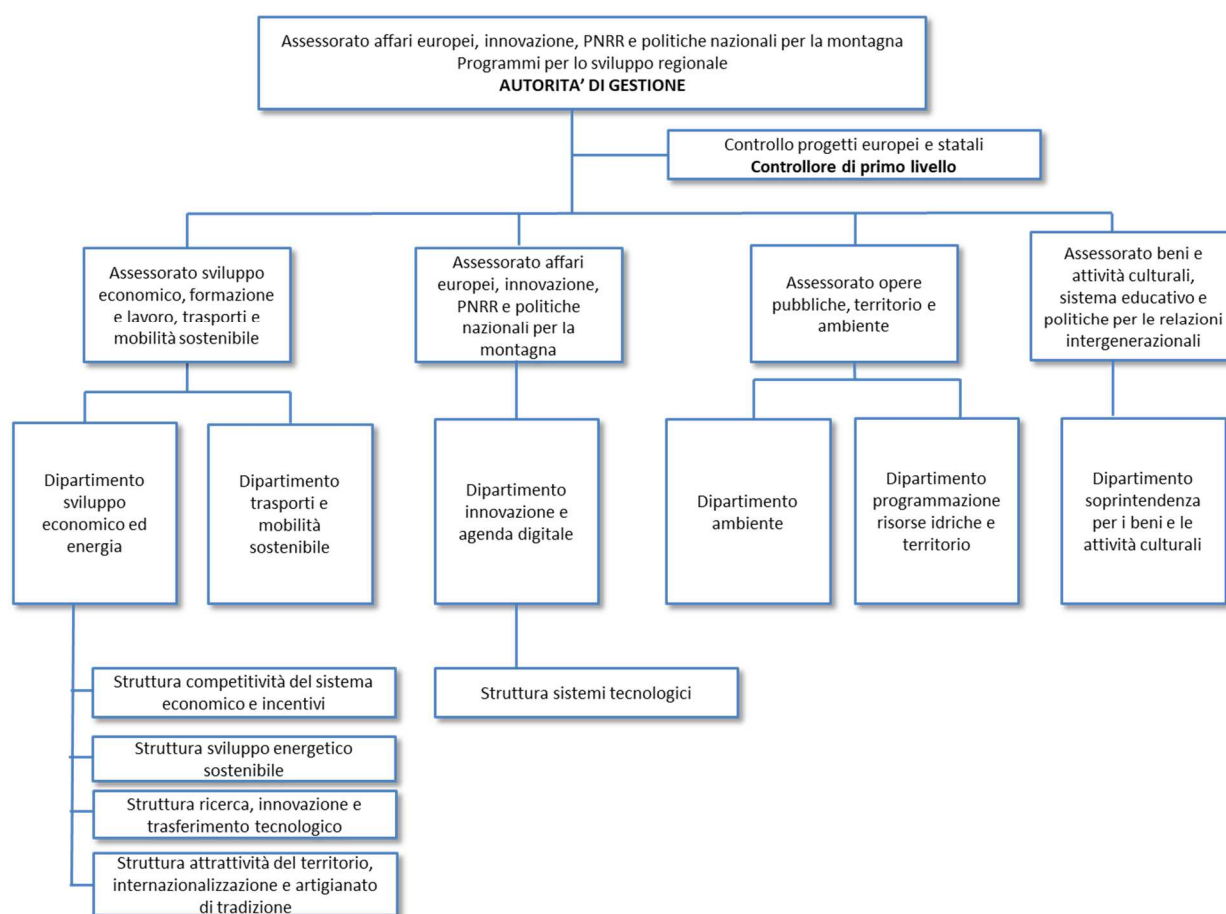 Assessorato affari europei, innovazione, PNRR e politiche nazionali per la montagna
Programmi per lo sviluppo regionale
AUTORITA’ DI GESTIONE
Controllo progetti europei e statali
Controllore di primo livello
Assessorato sviluppo
economico, formazione
e lavoro, trasporti e
mobilità sostenibile
Assessorato affari
europei, innovazione,
PNRR e politiche
nazionali per la
montagna
Assessorato opere
pubbliche, territorio e
ambiente
Assessorato beni e
attività culturali,
sistema educativo e
politiche per le relazioni
intergenerazionali
Dipartimento
sviluppo
economico ed
energia
Dipartimento
trasporti e
mobilità
sostenibile
Dipartimento
innovazione e
agenda digitale
Dipartimento
ambiente
Dipartimento
programmazione
risorse idriche e
territorio
Dipartimento
soprintendenza
per i beni e le
attività culturali
Struttura competitività del sistema
economico e incentivi
Struttura sviluppo energetico
sostenibile
Struttura ricerca, innovazione e
trasferimento tecnologico
Struttura attrattività del territorio,
internazionalizzazione e artigianato
di tradizione
Struttura sistemi tecnologici